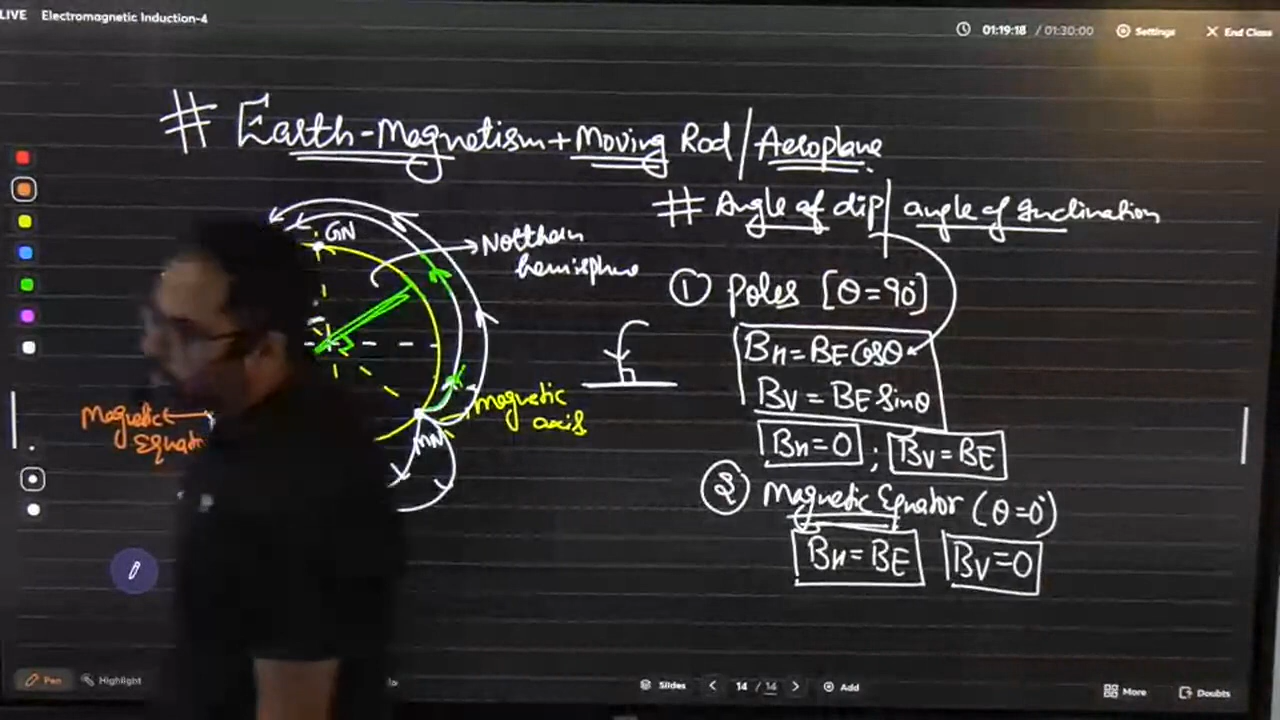 LIVE Electromagnetic Induction-4
01:19:18 / 01:30:00 Settings End Class
# Earth-Magnetism + Moving Rod / Aeroplane
# Angle of dip / angle of Inclination
GN
Northern
hemisphere
① Poles [θ = 90°]
BH = BE Cosθ
BV = BE Sinθ
BH = 0 ; BV = BE
Magnetic
Equator
magnetic
axis
MN
② Magnetic Equator (θ = 0°)
BH = BE BV = 0
Pen Highlight
Slides 14 / 14 Add
More Doubts